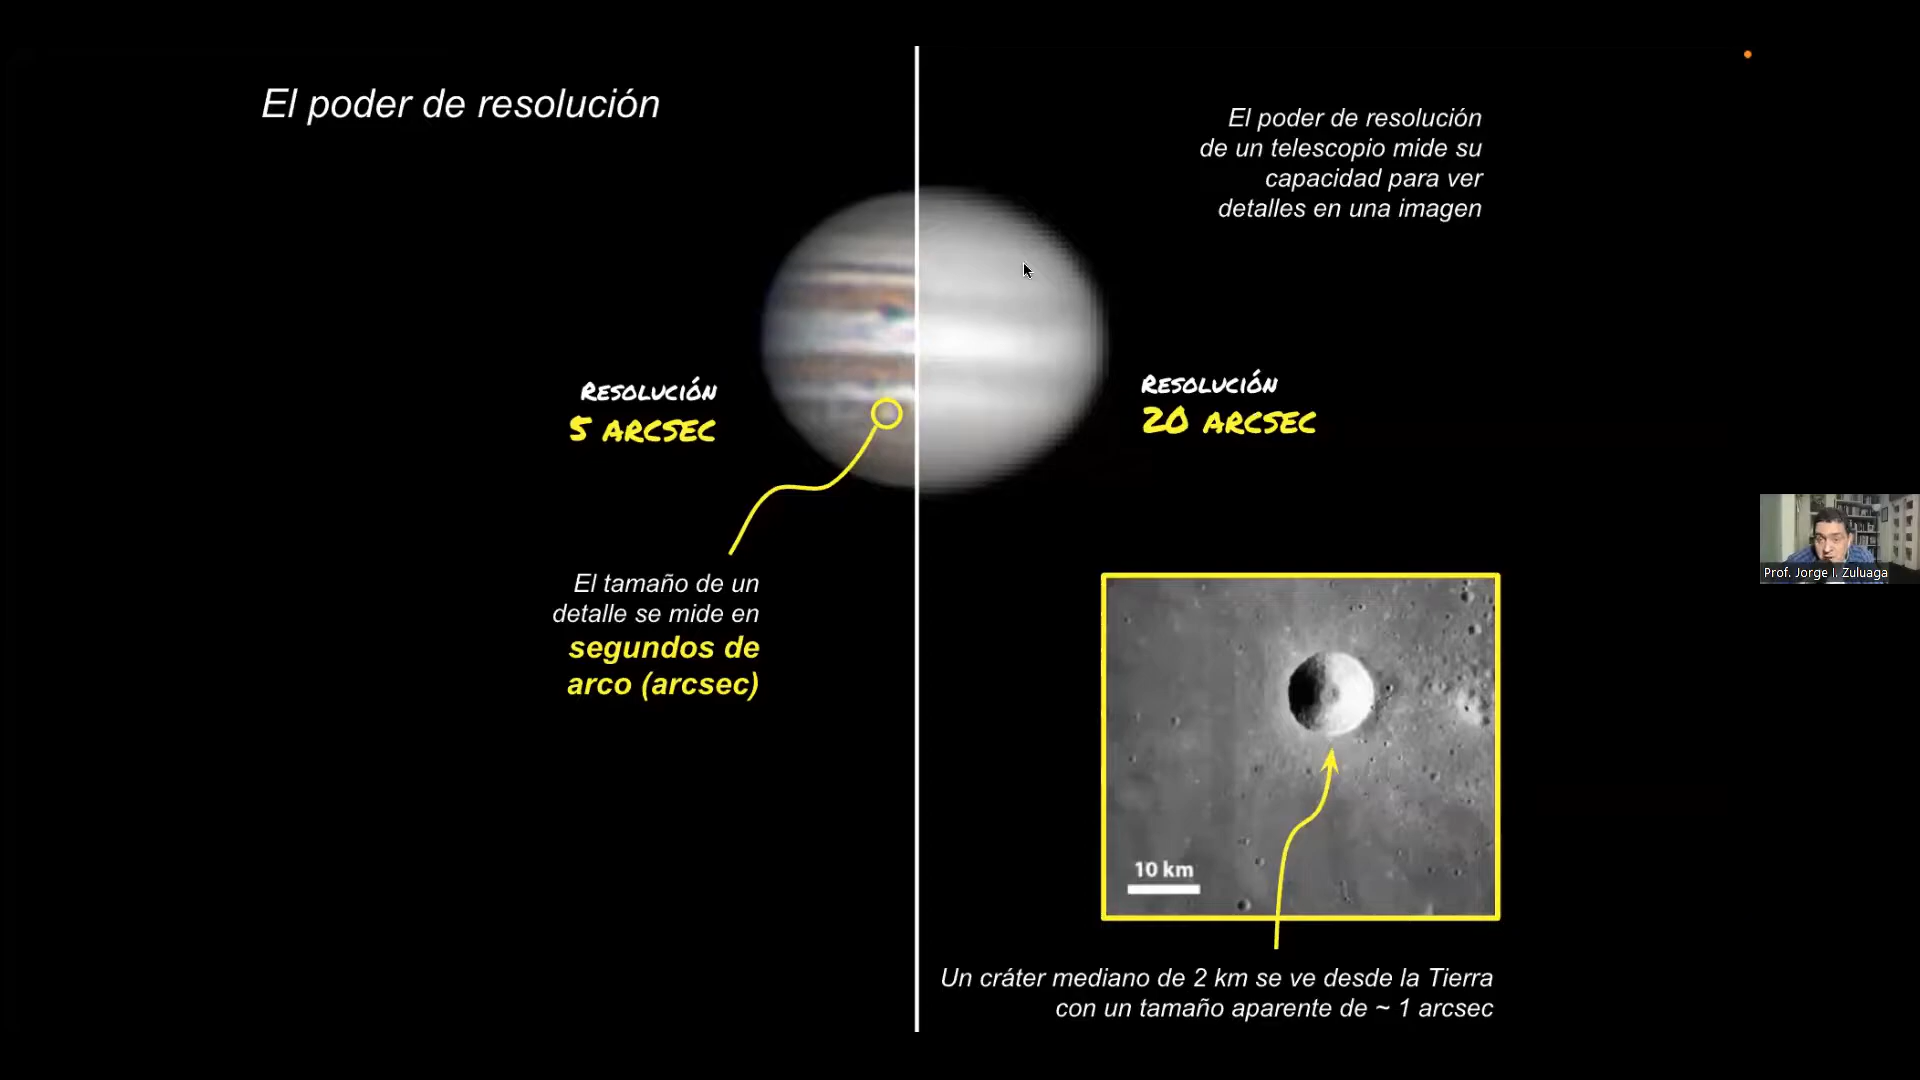 El poder de resolución
El poder de resolución
de un telescopio mide su
capacidad para ver
detalles en una imagen
Resolución
5 arcsec
Resolución
20 arcsec
El tamaño de un
detalle se mide en
segundos de
arco (arcsec)
10 km
Un cráter mediano de 2 km se ve desde la Tierra
con un tamaño aparente de ~ 1 arcsec
Prof. Jorge I. Zuluaga